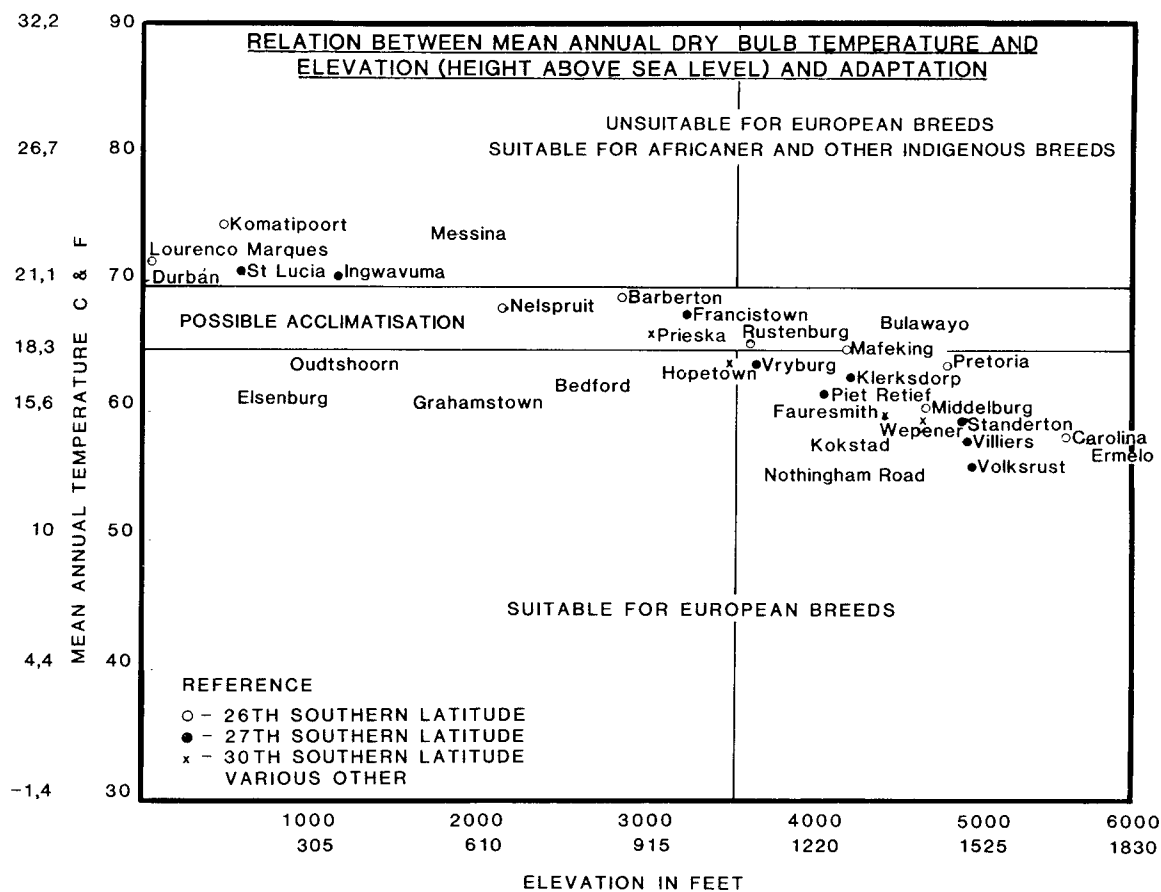 RELATION BETWEEN MEAN ANNUAL DRY BULB TEMPERATURE AND
ELEVATION (HEIGHT ABOVE SEA LEVEL) AND ADAPTATION
UNSUITABLE FOR EUROPEAN BREEDS
SUITABLE FOR AFRICANER AND OTHER INDIGENOUS BREEDS
MEAN ANNUAL TEMPERATURE C & F
32,2 90
26,7 80
21,1 70
18,3
15,6 60
10 50
4,4 40
-1,4 30
Komatipoort
Messina
Lourenco Marques
Durbán
St Lucia
Ingwavuma
Nelspruit
Barberton
Francistown
POSSIBLE ACCLIMATISATION
Prieska
Rustenburg
Bulawayo
Mafeking
Oudtshoorn
Hopetown
Vryburg
Pretoria
Bedford
Klerksdorp
Elsenburg
Grahamstown
Piet Retief
Fauresmith
Middelburg
Wepener
Standerton
Kokstad
Villiers
Carolina
Ermelo
Nothingham Road
Volksrust
SUITABLE FOR EUROPEAN BREEDS
REFERENCE
○ - 26TH SOUTHERN LATITUDE
● - 27TH SOUTHERN LATITUDE
x - 30TH SOUTHERN LATITUDE
VARIOUS OTHER
1000 2000 3000 4000 5000 6000
305 610 915 1220 1525 1830
ELEVATION IN FEET